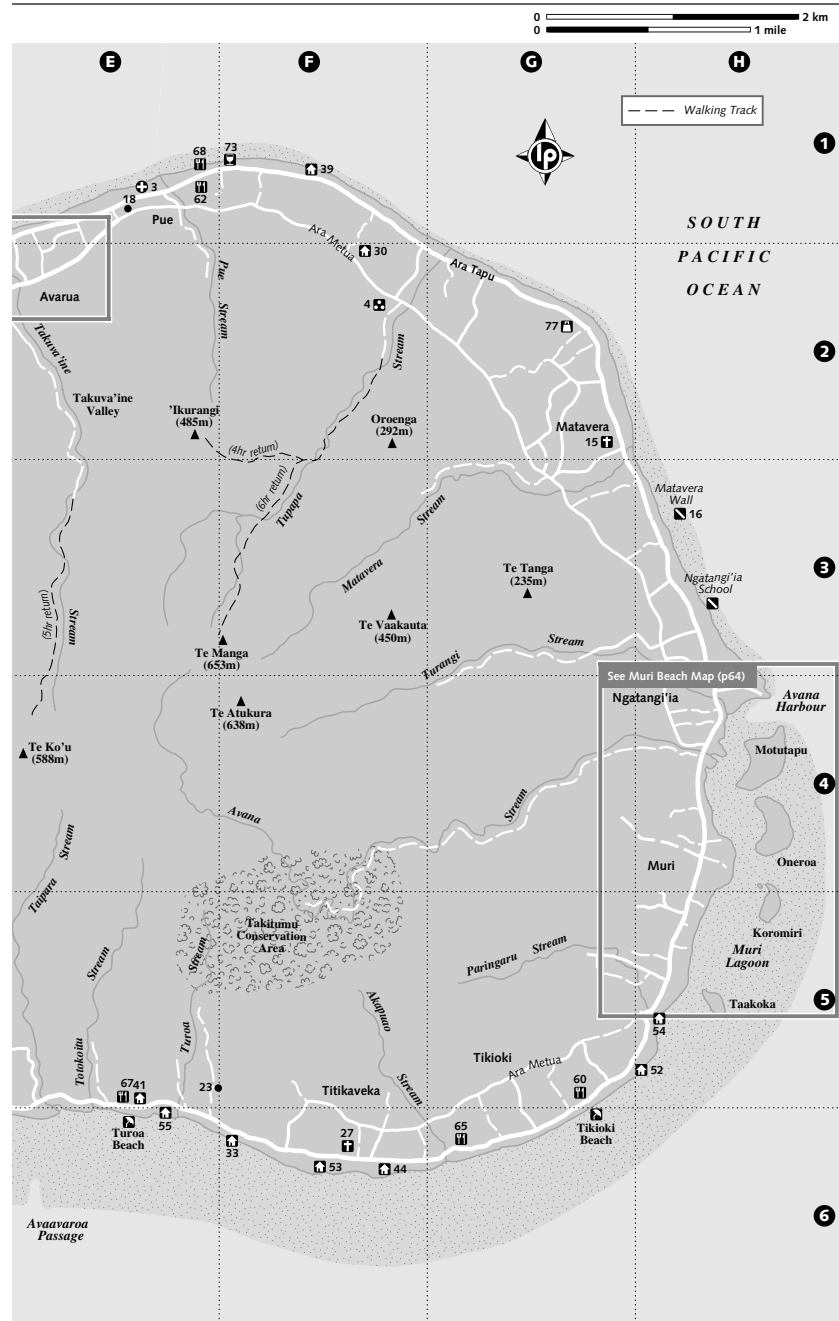 0 2 km
0 1 mile
E F G H
Walking Track
lp
1
68
73
39
3
62
18
Pue
SOUTH
PACIFIC
OCEAN
Ara Metua
30
Ara Tapu
Pue
Stream
Avarua
4
77
Stream
2
Takuva'ine
Takuva'ine
Valley
'Ikurangi
(485m)
Oroenga
(292m)
Matavera
15
(4hr return)
(6hr return)
Tupapa
Matavera
Wall
16
Stream
Matavera
3
Te Tanga
(235m)
Ngatangi'ia
School
(5hr return)
Stream
Te Vaakauta
(450m)
Te Manga
(653m)
Stream
Turangi
See Muri Beach Map (p64)
Ngatangi'ia
Avana
Harbour
Te Atukura
(638m)
Te Ko'u
(588m)
Motutapu
4
Avana
Stream
Stream
Taipara
Muri
Oneroa
Takitumu
Conservation
Area
Koromiri
Muri
Lagoon
Stream
Stream
Paringaru Stream
Taakoka
5
Totokoitu
Turoa
Akapuao
Stream
54
Tikioki
Ara Metua
52
23
Titikaveka
60
67
41
55
Turoa
Beach
33
27
65
Tikioki
Beach
53
44
6
Avaavaroa
Passage